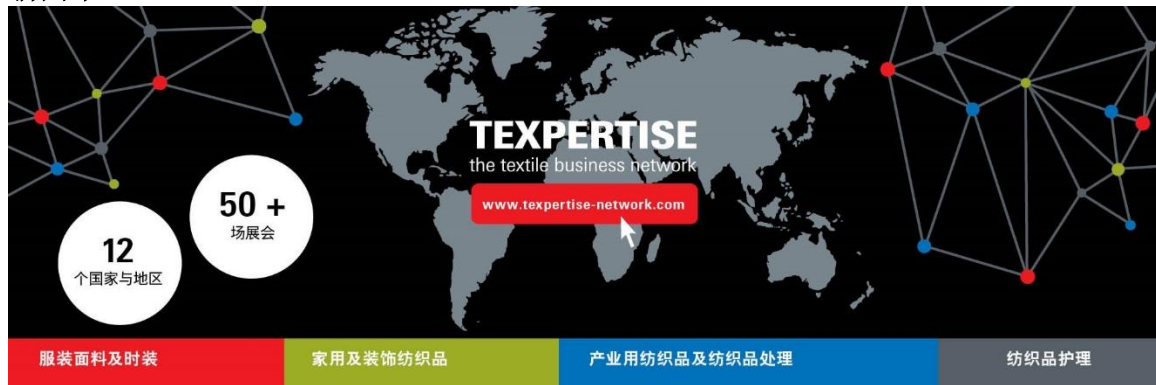 TEXPERTISE
the textile business network
www.texpertise-network.com
50 +
场展会
12
个国家与地区
服装面料及时装
家用及装饰纺织品
产业用纺织品及纺织品处理
纺织品护理